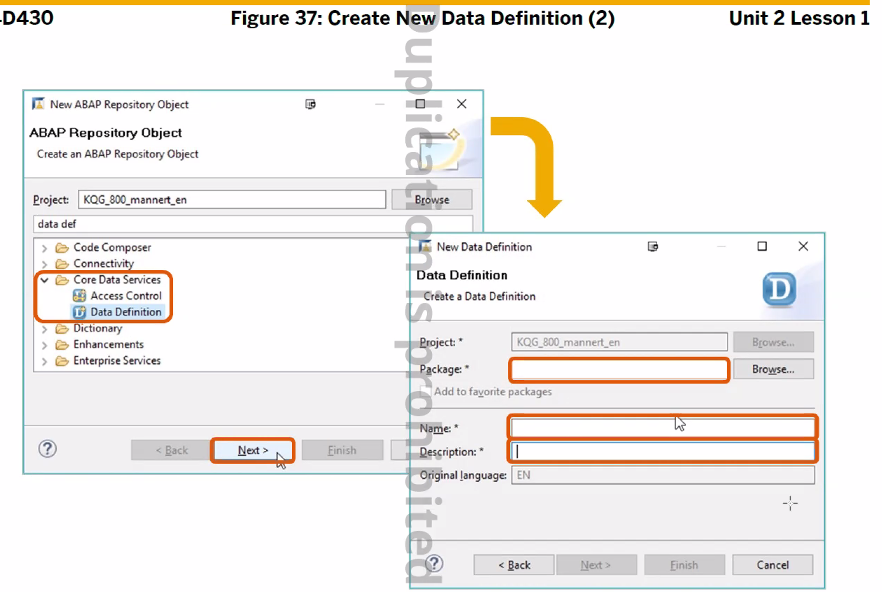 D430 Figure 37: Create New Data Definition (2) Unit 2 Lesson 1
Duplication is prohibited
New ABAP Repository Object
ABAP Repository Object
Create an ABAP Repository Object
Project: KQG_800_mannert_en Browse
data def
Code Composer
Connectivity
Core Data Services
Access Control
Data Definition
Dictionary
Enhancements
Enterprise Services
< Back Next > Finish
New Data Definition
Data Definition
Create a Data Definition
Project: * KQG_800_mannert_en Browse...
Package: * Browse...
Add to favorite packages
Name: *
Description: *
Original language: EN
< Back Next > Finish Cancel